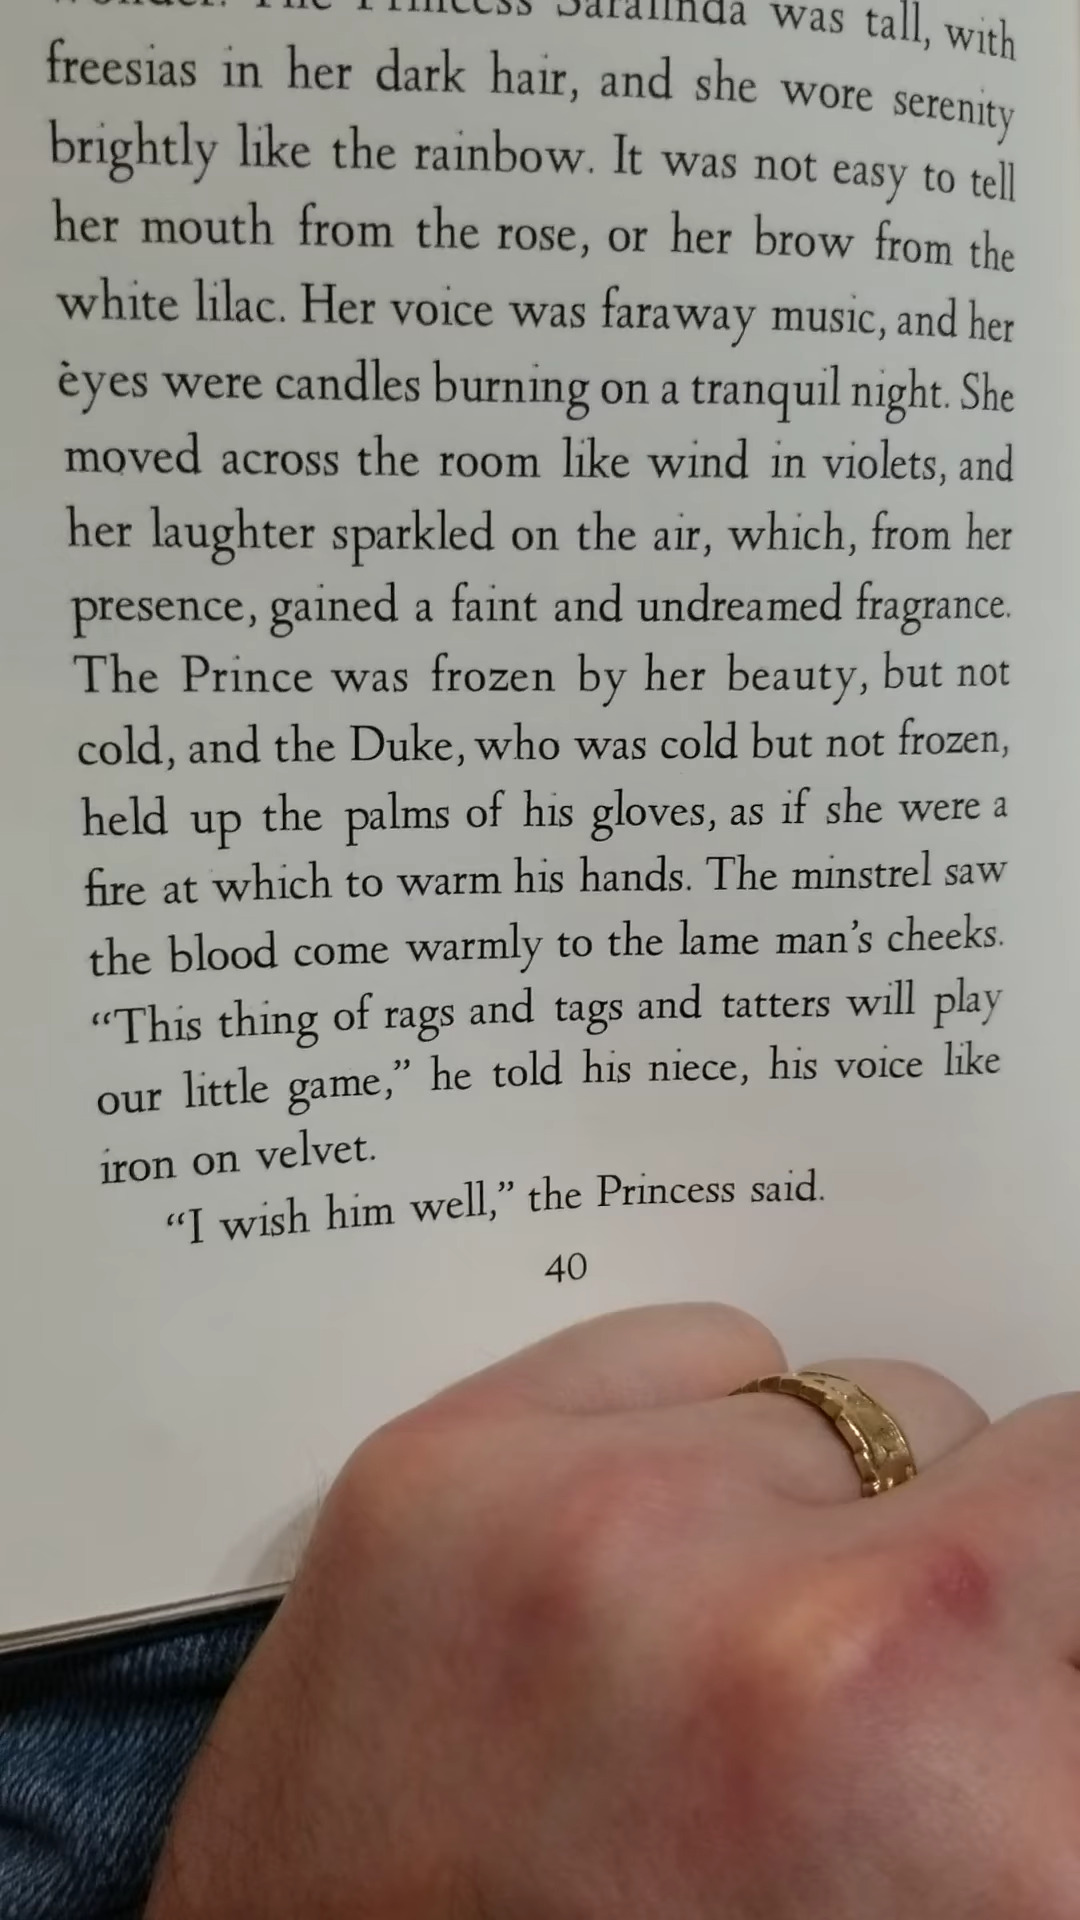 wonder. The Princess Saralinda was tall, with
freesias in her dark hair, and she wore serenity
brightly like the rainbow. It was not easy to tell
her mouth from the rose, or her brow from the
white lilac. Her voice was faraway music, and her
eyes were candles burning on a tranquil night. She
moved across the room like wind in violets, and
her laughter sparkled on the air, which, from her
presence, gained a faint and undreamed fragrance.
The Prince was frozen by her beauty, but not
cold, and the Duke, who was cold but not frozen,
held up the palms of his gloves, as if she were a
fire at which to warm his hands. The minstrel saw
the blood come warmly to the lame man’s cheeks.
“This thing of rags and tags and tatters will play
our little game,” he told his niece, his voice like
iron on velvet.
“I wish him well,” the Princess said.
40